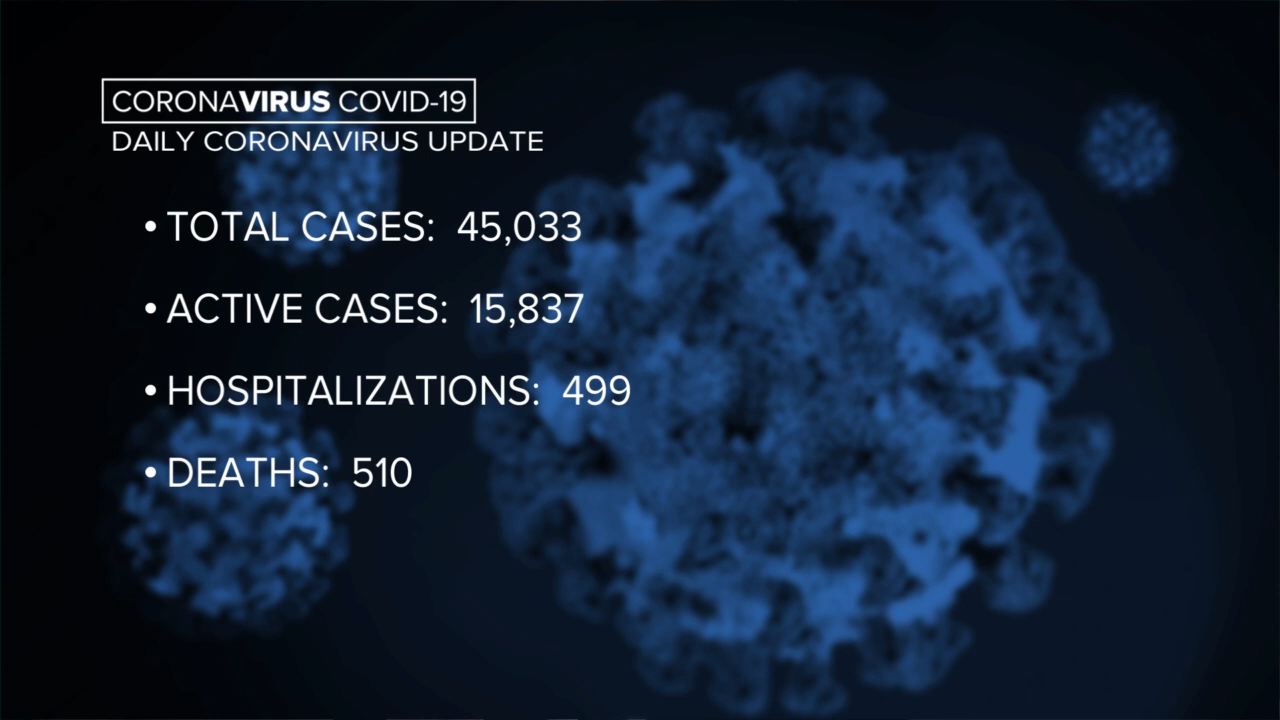 CORONAVIRUS COVID-19
DAILY CORONAVIRUS UPDATE
• TOTAL CASES: 45,033
• ACTIVE CASES: 15,837
• HOSPITALIZATIONS: 499
• DEATHS: 510